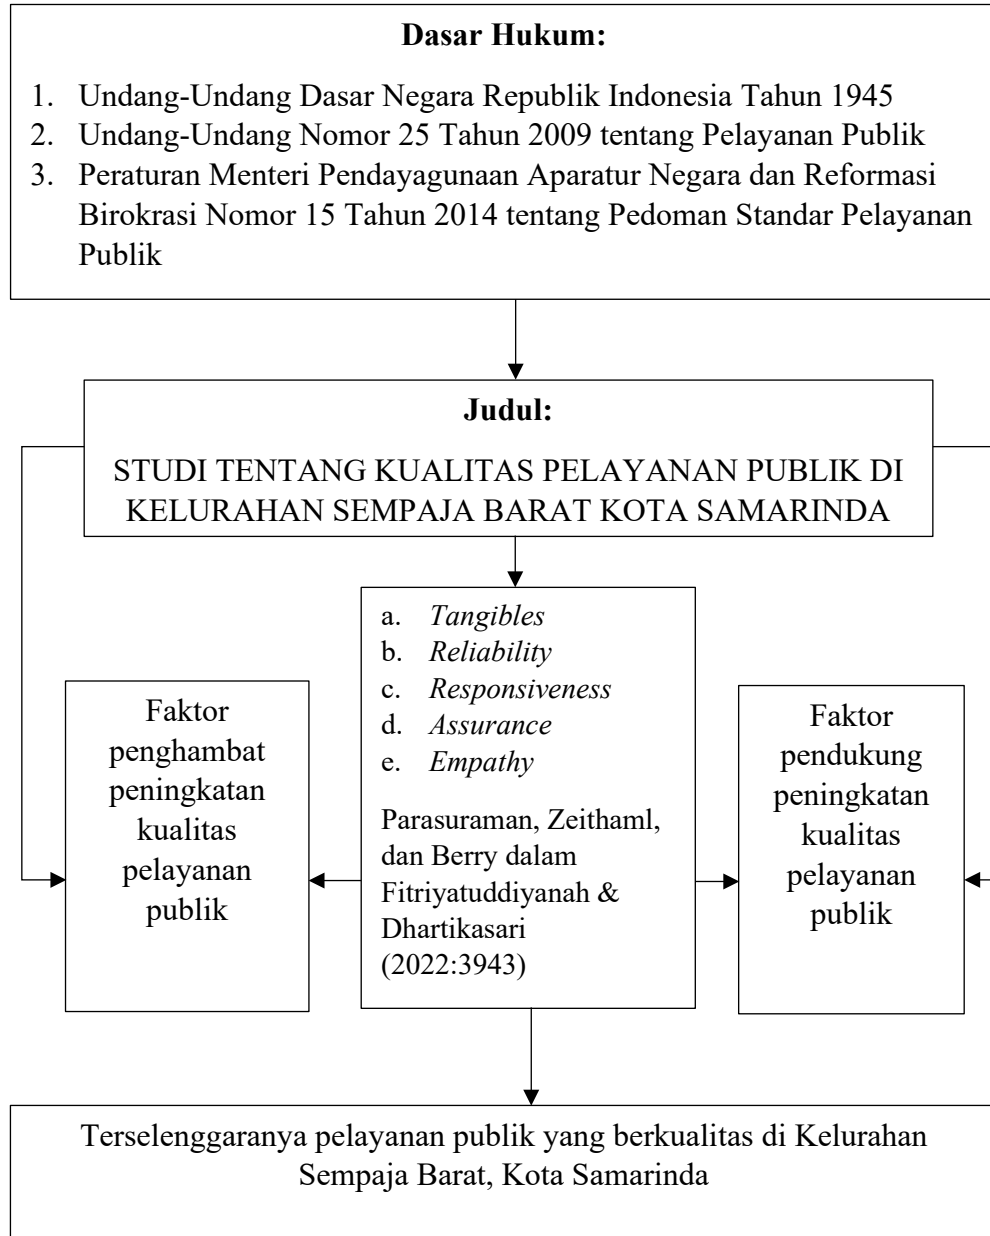 Dasar Hukum:
1. Undang-Undang Dasar Negara Republik Indonesia Tahun 1945
2. Undang-Undang Nomor 25 Tahun 2009 tentang Pelayanan Publik
3. Peraturan Menteri Pendayagunaan Aparatur Negara dan Reformasi
Birokrasi Nomor 15 Tahun 2014 tentang Pedoman Standar Pelayanan
Publik
Judul:
STUDI TENTANG KUALITAS PELAYANAN PUBLIK DI
KELURAHAN SEMPAJA BARAT KOTA SAMARINDA
Faktor
penghambat
peningkatan
kualitas
pelayanan
publik
a. Tangibles
b. Reliability
c. Responsiveness
d. Assurance
e. Empathy
Parasuraman, Zeithaml,
dan Berry dalam
Fitriyatuddiyanah &
Dhartikasari
(2022:3943)
Faktor
pendukung
peningkatan
kualitas
pelayanan
publik
Terselenggaranya pelayanan publik yang berkualitas di Kelurahan
Sempaja Barat, Kota Samarinda